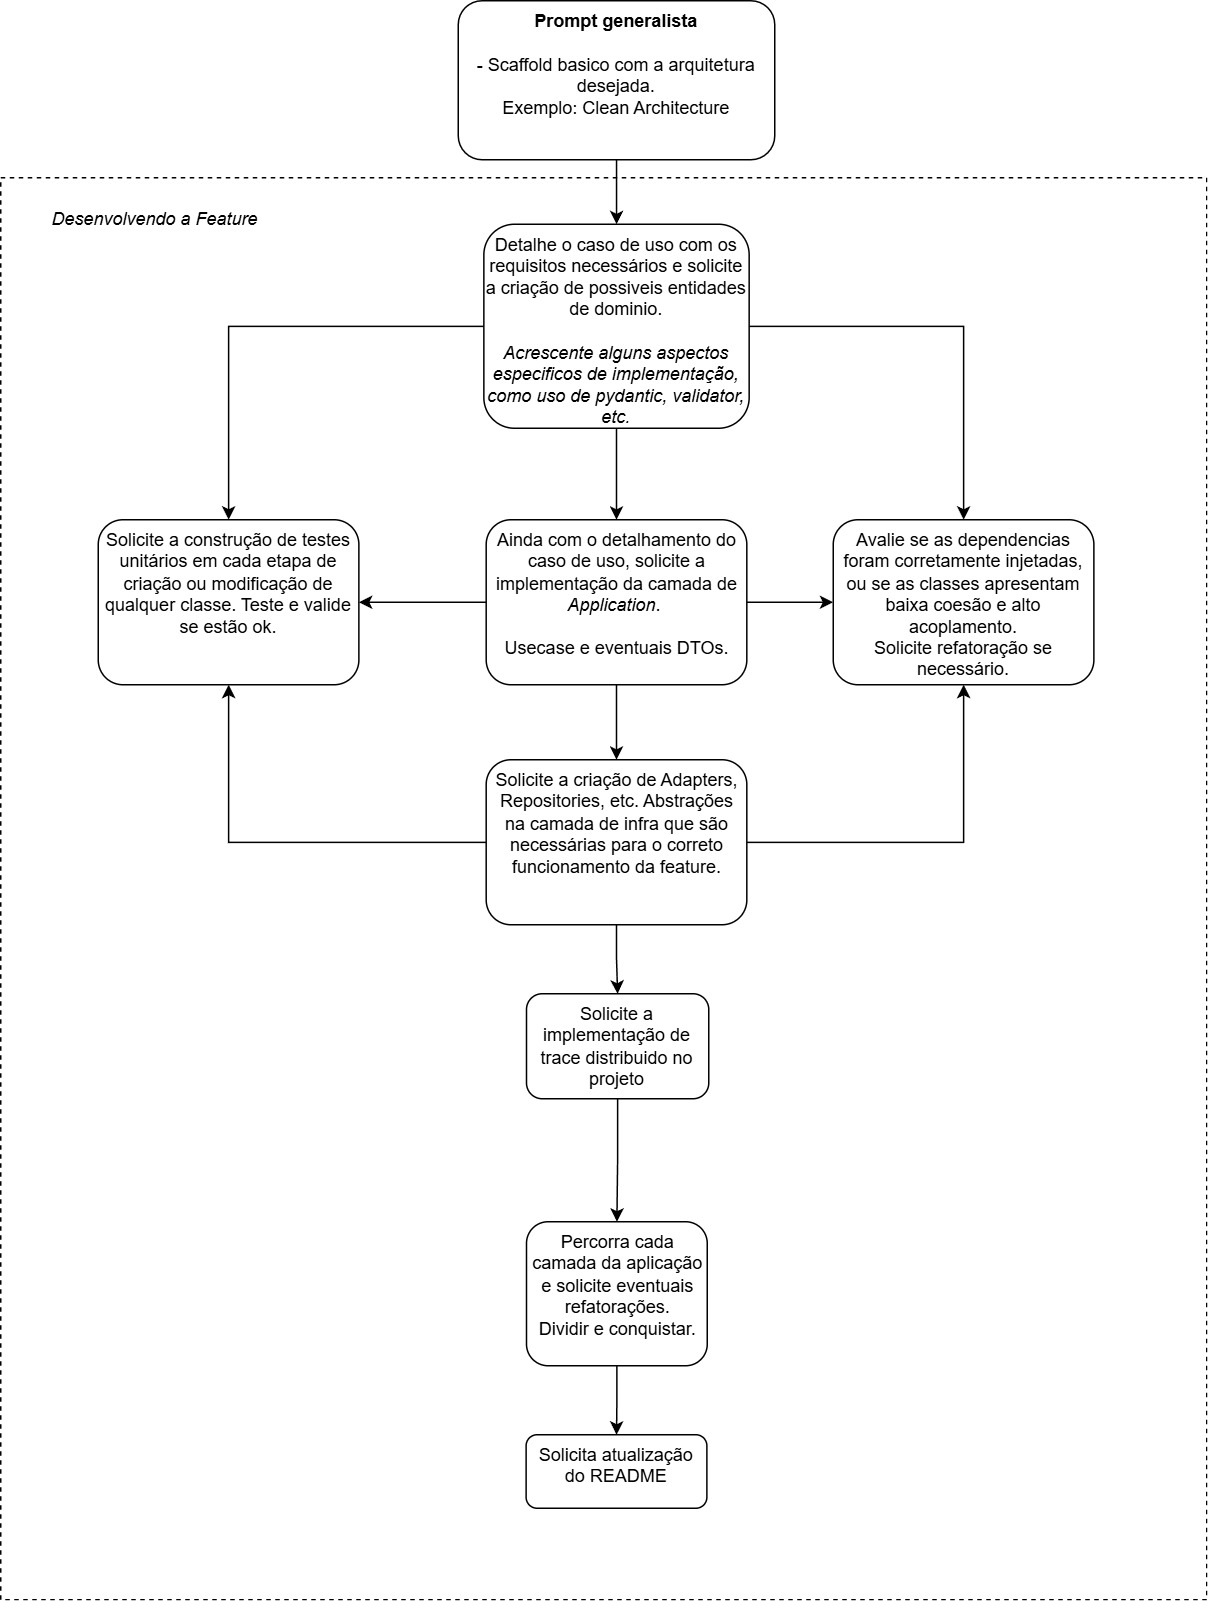 Prompt generalista
- Scaffold basico com a arquitetura
desejada.
Exemplo: Clean Architecture
Desenvolvendo a Feature
Detalhe o caso de uso com os
requisitos necessários e solicite
a criação de possiveis entidades
de dominio.
Acrescente alguns aspectos
especificos de implementação,
como uso de pydantic, validator,
etc.
Solicite a construção de testes
unitários em cada etapa de
criação ou modificação de
qualquer classe. Teste e valide
se estão ok.
Ainda com o detalhamento do
caso de uso, solicite a
implementação da camada de
Application.
Usecase e eventuais DTOs.
Avalie se as dependencias
foram corretamente injetadas,
ou se as classes apresentam
baixa coesão e alto
acoplamento.
Solicite refatoração se
necessário.
Solicite a criação de Adapters,
Repositories, etc. Abstrações
na camada de infra que são
necessárias para o correto
funcionamento da feature.
Solicite a
implementação de
trace distribuido no
projeto
Percorra cada
camada da aplicação
e solicite eventuais
refatorações.
Dividir e conquistar.
Solicita atualização
do README